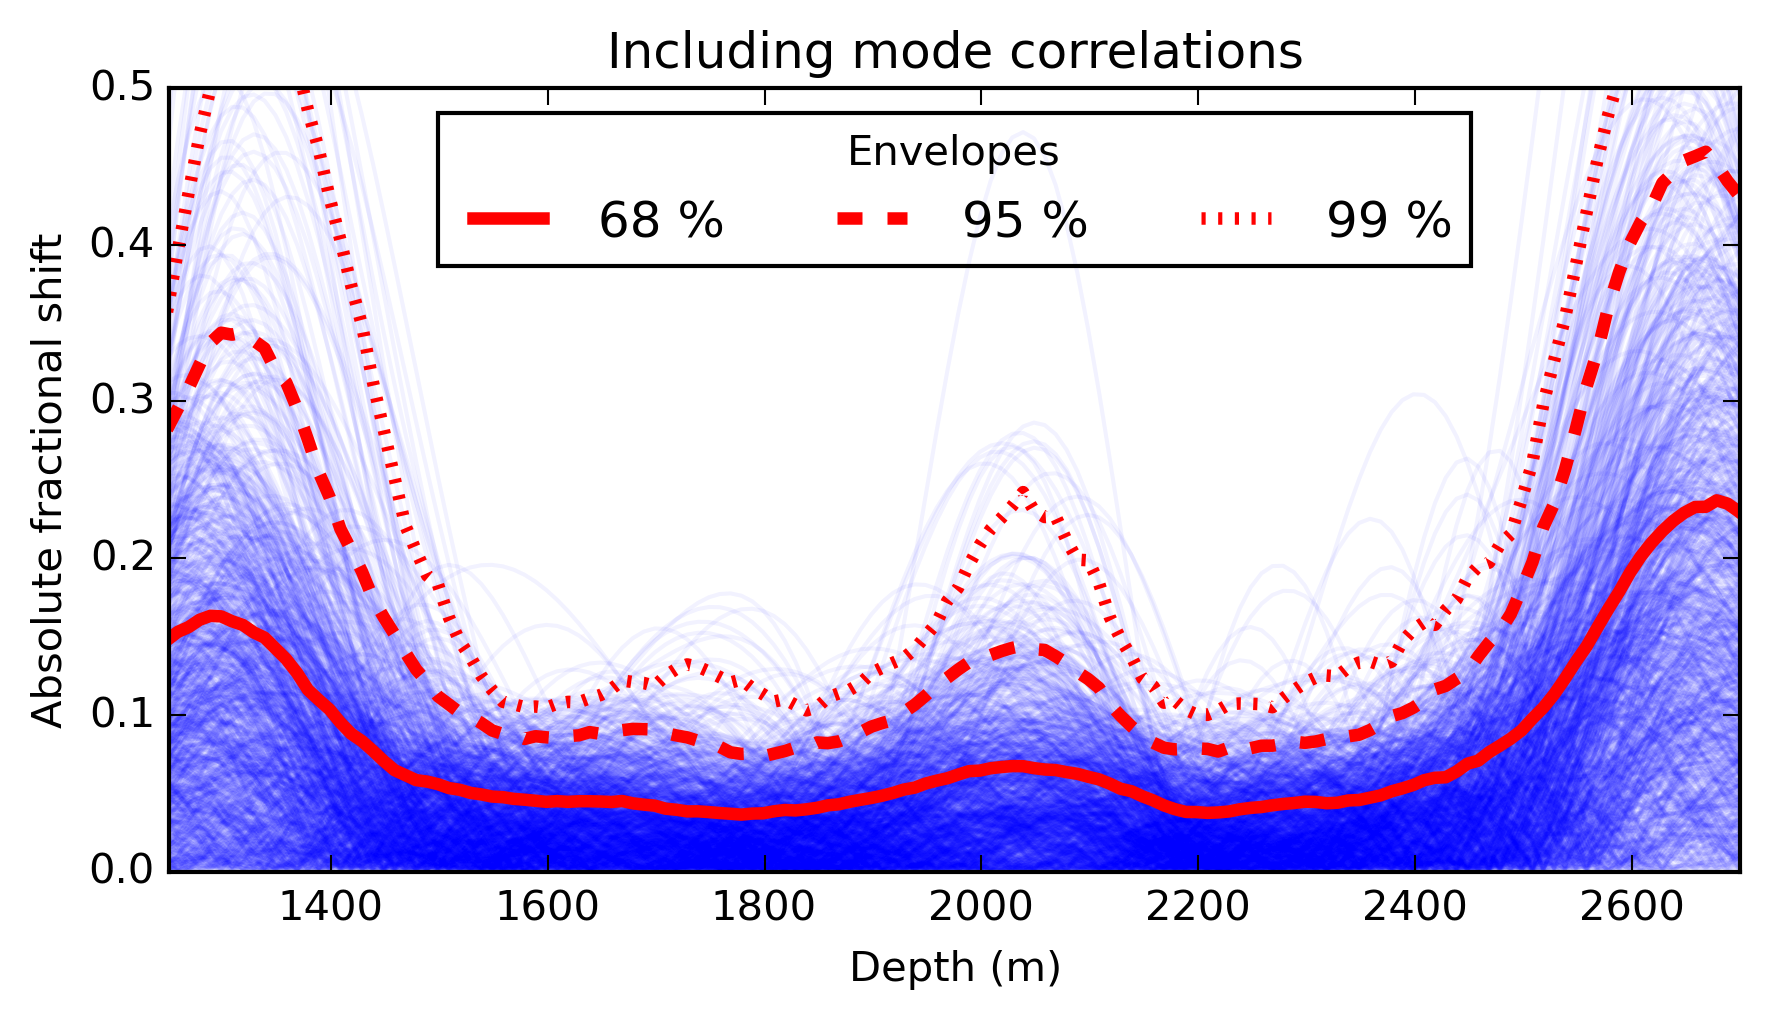 Including mode correlations
Envelopes
68 % 95 % 99 %
Absolute fractional shift
0.5
0.4
0.3
0.2
0.1
0.0
1400 1600 1800 2000 2200 2400 2600
Depth (m)